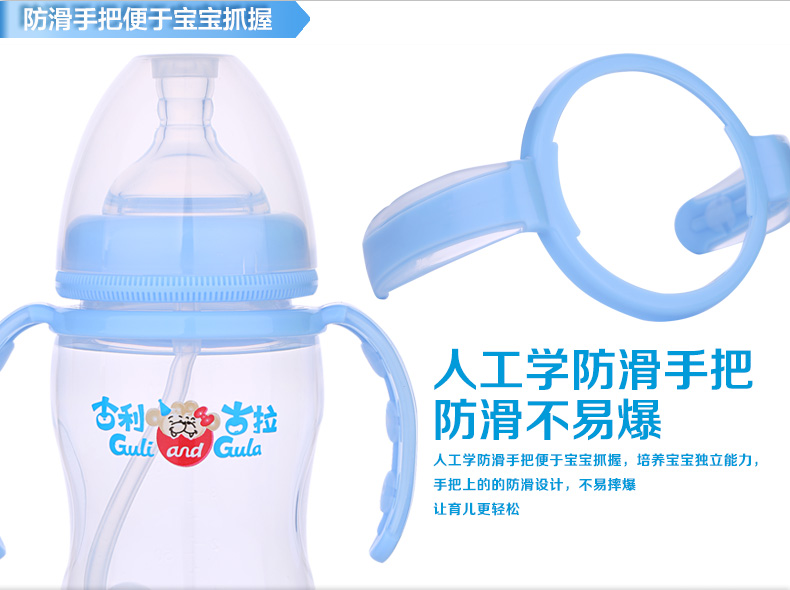 防滑手把便于宝宝抓握
古利 古拉
Guli and Gula
人工学防滑手把
防滑不易爆
人工学防滑手把便于宝宝抓握，培养宝宝独立能力，
手把上的的防滑设计，不易摔爆
让育儿更轻松